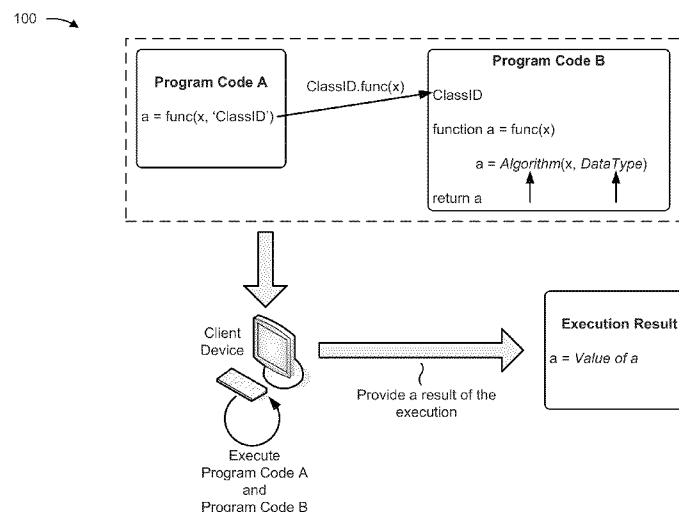 100
Program Code A
a = func(x, 'ClassID')
ClassID.func(x)
Program Code B
ClassID
function a = func(x)
a = Algorithm(x, DataType)
return a
Client
Device
Provide a result of the
execution
Execution Result
a = Value of a
Execute
Program Code A
and
Program Code B